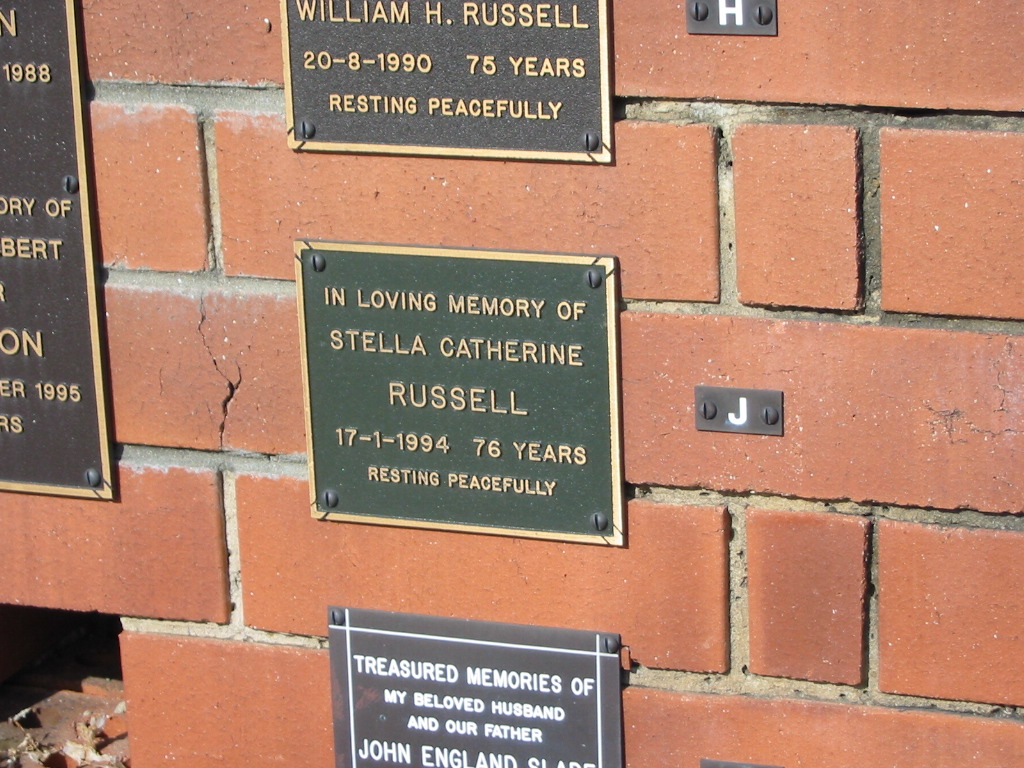 N
1988
ORY OF
BERT
R
ON
ER 1995
RS
WILLIAM H. RUSSELL
20-8-1990 75 YEARS
RESTING PEACEFULLY
H
IN LOVING MEMORY OF
STELLA CATHERINE
RUSSELL
17-1-1994 76 YEARS
RESTING PEACEFULLY
J
TREASURED MEMORIES OF
MY BELOVED HUSBAND
AND OUR FATHER
JOHN ENGLAND SLADE